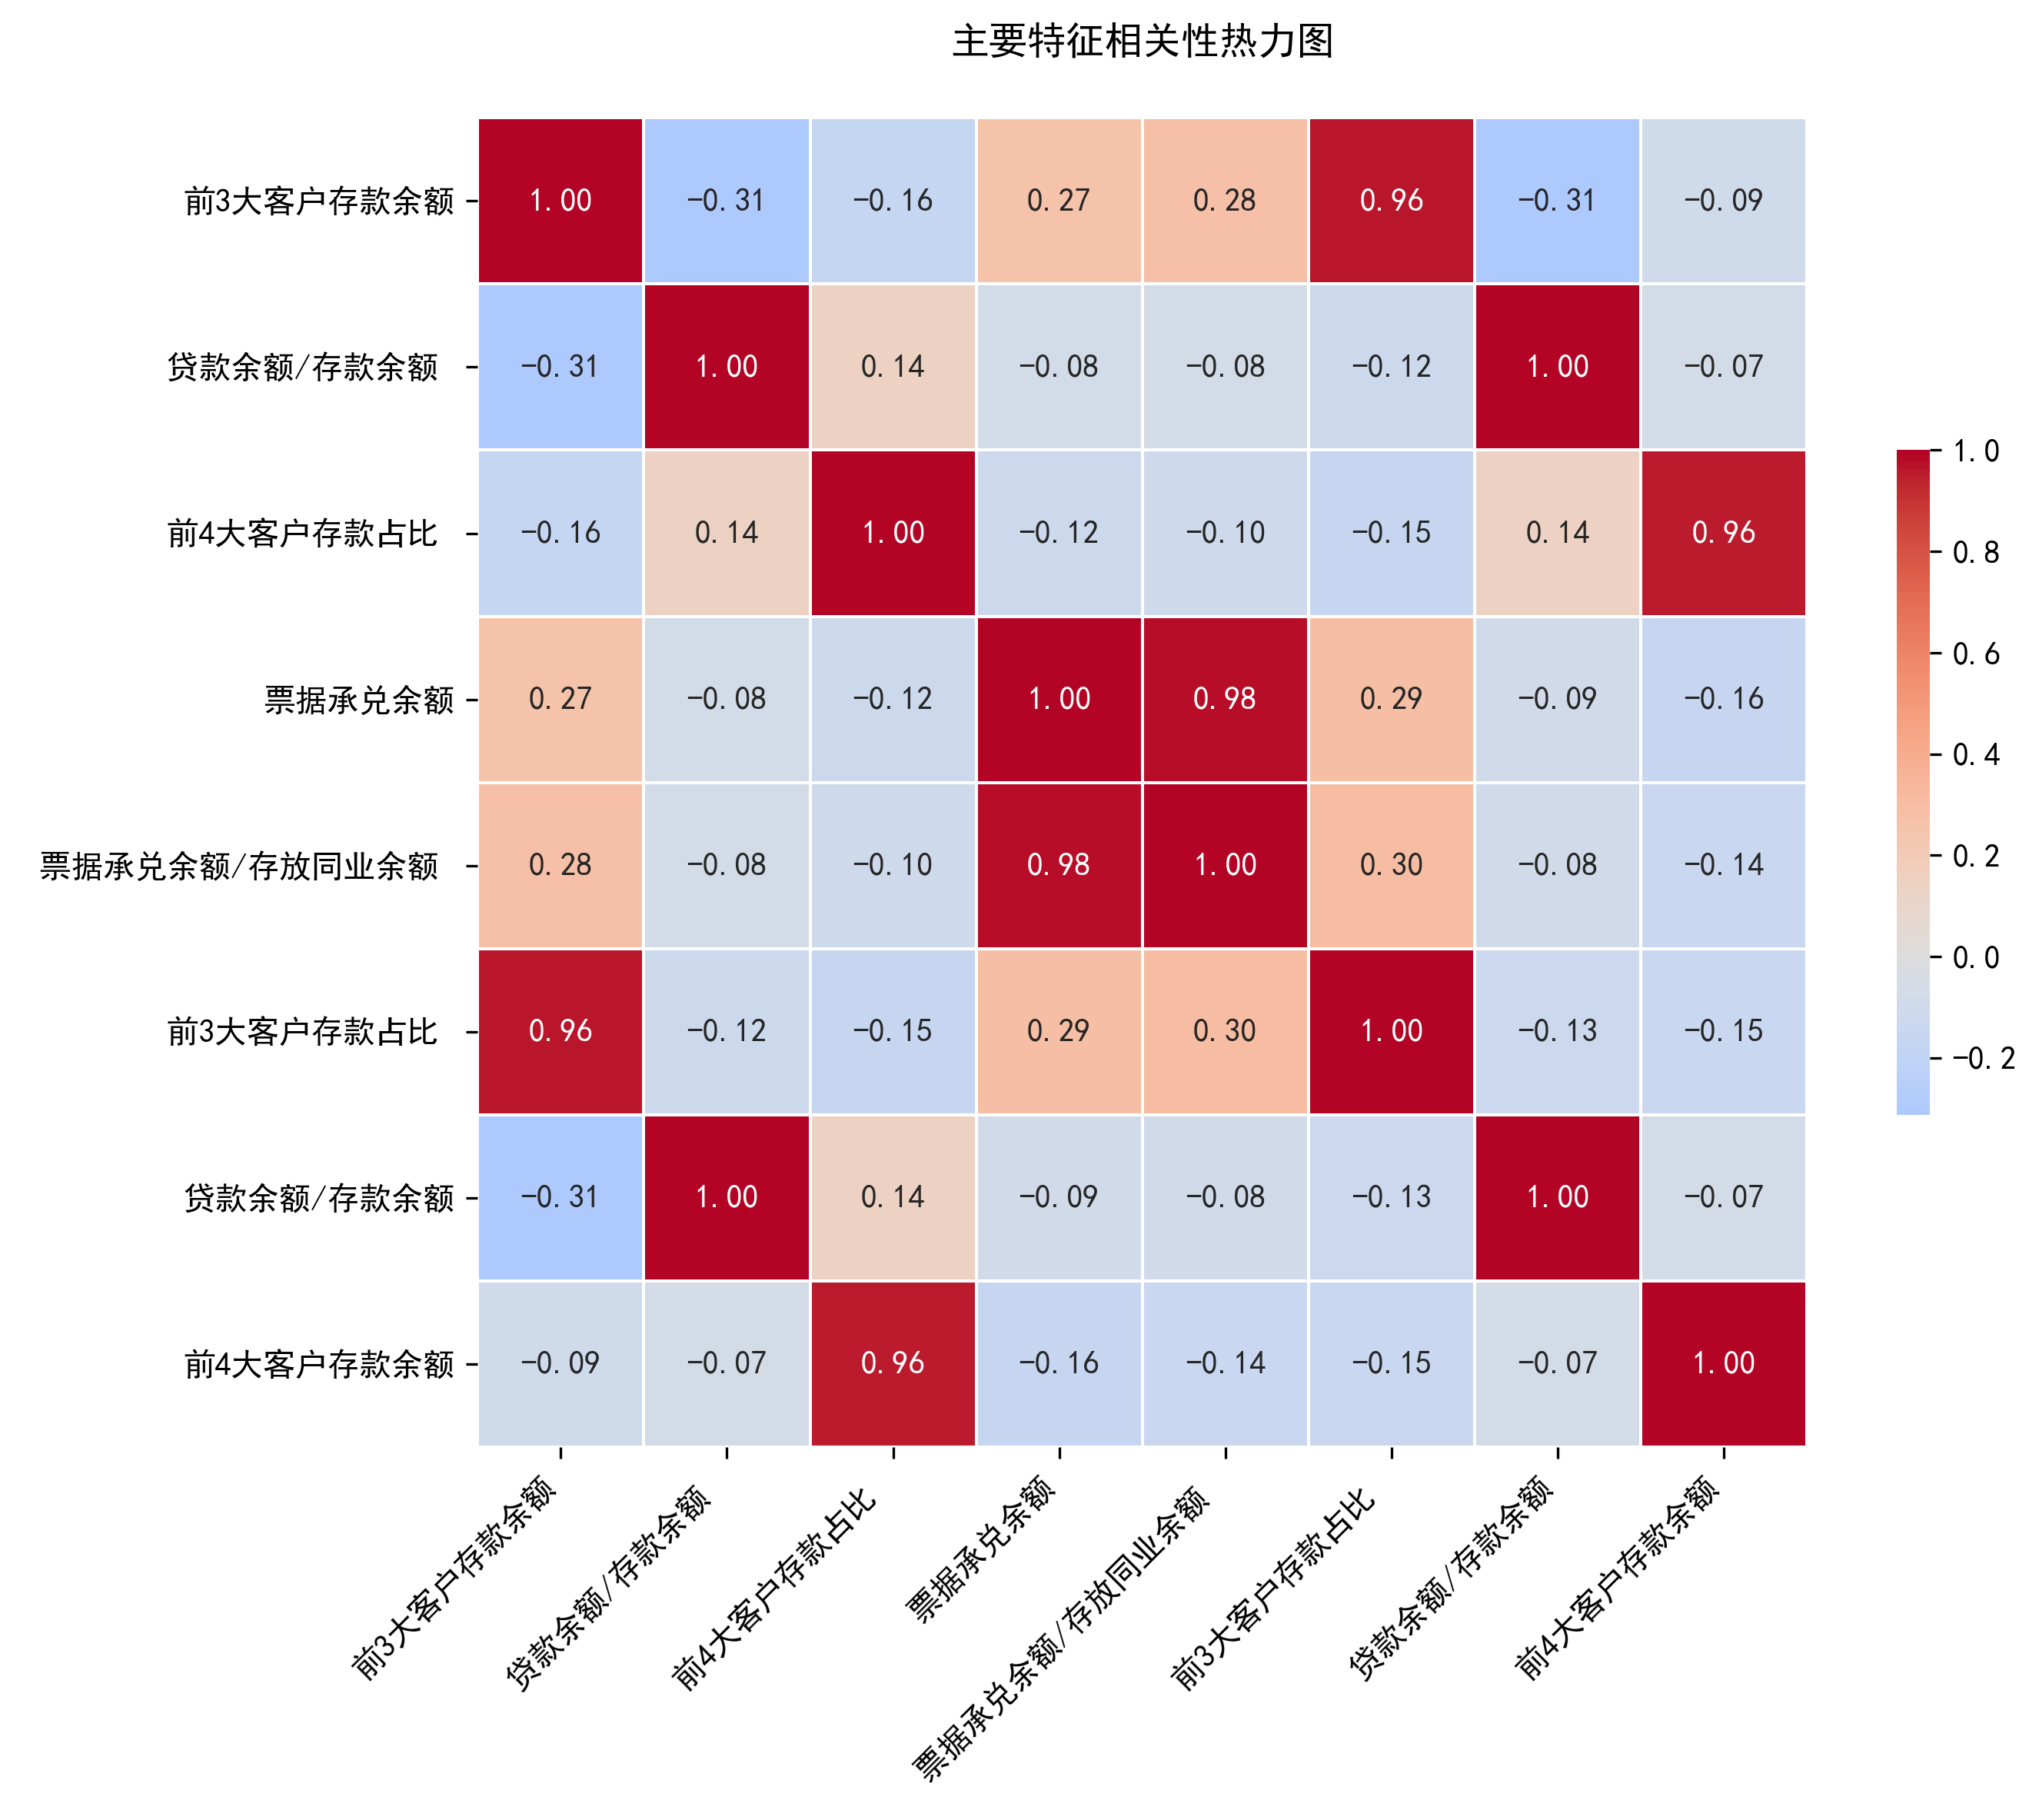 主要特征相关性热力图
前3大客户存款余额 1.00 −0.31 −0.16 0.27 0.28 0.96 −0.31 −0.09
贷款余额/存款余额 −0.31 1.00 0.14 −0.08 −0.08 −0.12 1.00 −0.07
前4大客户存款占比 −0.16 0.14 1.00 −0.12 −0.10 −0.15 0.14 0.96
票据承兑余额 0.27 −0.08 −0.12 1.00 0.98 0.29 −0.09 −0.16
票据承兑余额/存放同业余额 0.28 −0.08 −0.10 0.98 1.00 0.30 −0.08 −0.14
前3大客户存款占比 0.96 −0.12 −0.15 0.29 0.30 1.00 −0.13 −0.15
贷款余额/存款余额 −0.31 1.00 0.14 −0.09 −0.08 −0.13 1.00 −0.07
前4大客户存款余额 −0.09 −0.07 0.96 −0.16 −0.14 −0.15 −0.07 1.00
前3大客户存款余额
贷款余额/存款余额
前4大客户存款占比
票据承兑余额
票据承兑余额/存放同业余额
前3大客户存款占比
贷款余额/存款余额
前4大客户存款余额
1.0
0.8
0.6
0.4
0.2
0.0
−0.2